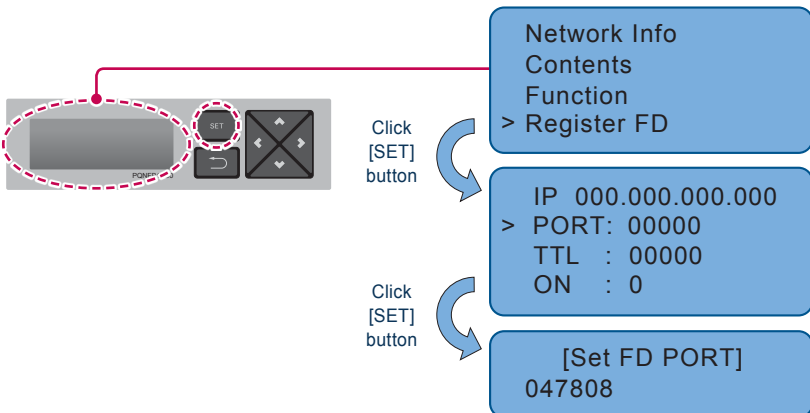 Network Info
Contents
Function
> Register FD
SET
Click
[SET]
button
IP 000.000.000.000
> PORT: 00000
TTL : 00000
ON : 0
Click
[SET]
button
[Set FD PORT]
047808